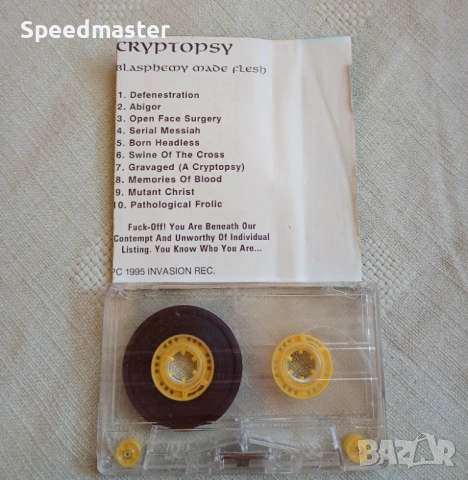 Speedmaster
CRYPTOPSY
Blasphemy made flesh
1. Defenestration
2. Abigor
3. Open Face Surgery
4. Serial Messiah
5. Born Headless
6. Swine Of The Cross
7. Gravaged (A Cryptopsy)
8. Memories Of Blood
9. Mutant Christ
10. Pathological Frolic
Fuck-Off! You Are Beneath Our
Contempt And Unworthy Of Individual
Listing. You Know Who You Are...
PC 1995 INVASION REC.
BAZAR